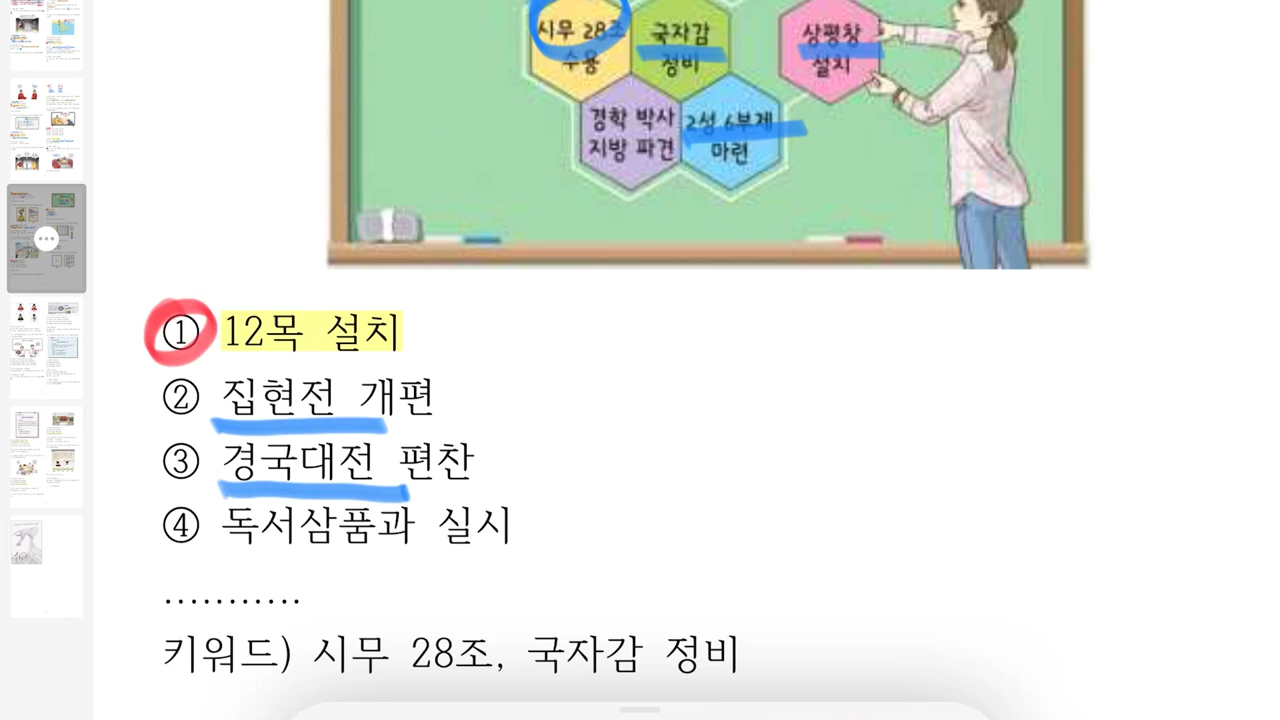 시무 28조
수용
국자감
정비
상평창
설치
경학 박사
지방 파견
2성 6부제
마련
① 12목 설치
② 집현전 개편
③ 경국대전 편찬
④ 독서삼품과 실시
...........
키워드) 시무 28조, 국자감 정비